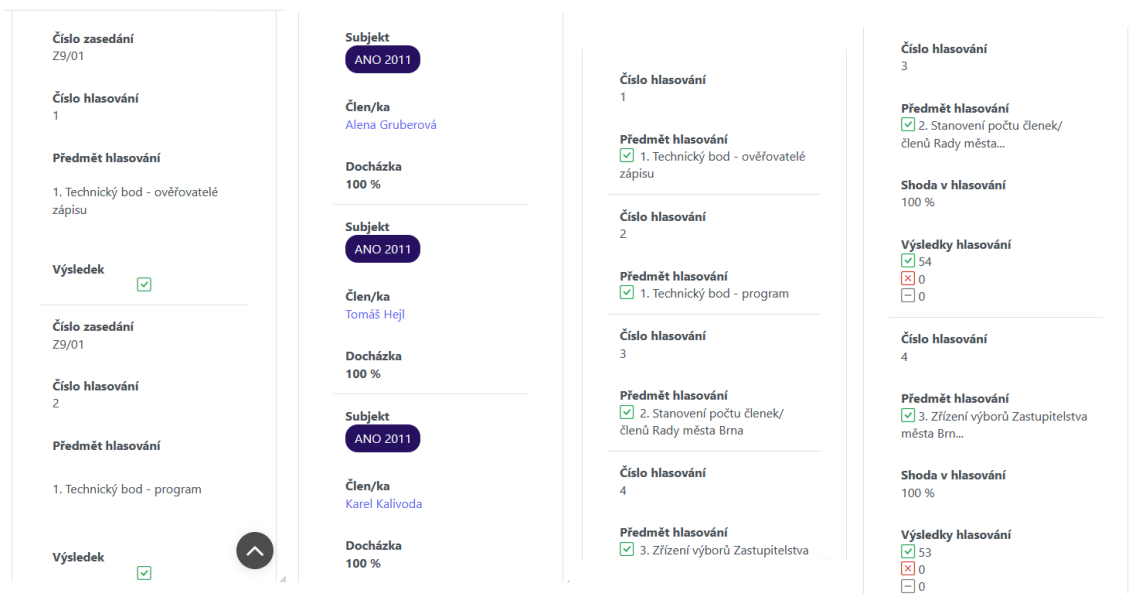 Číslo zasedání
Z9/01
Číslo hlasování
1
Předmět hlasování
1. Technický bod - ověřovatelé
zápisu
Výsledek
Číslo zasedání
Z9/01
Číslo hlasování
2
Předmět hlasování
1. Technický bod - program
Výsledek
Subjekt
ANO 2011
Člen/ka
Alena Gruberová
Docházka
100 %
Subjekt
ANO 2011
Člen/ka
Tomáš Hejl
Docházka
100 %
Subjekt
ANO 2011
Člen/ka
Karel Kalivoda
Docházka
100 %
Číslo hlasování
1
Předmět hlasování
1. Technický bod - ověřovatelé
zápisu
Číslo hlasování
2
Předmět hlasování
1. Technický bod - program
Číslo hlasování
3
Předmět hlasování
2. Stanovení počtu členek/
členů Rady města Brna
Číslo hlasování
4
Předmět hlasování
3. Zřízení výborů Zastupitelstva
Číslo hlasování
3
Předmět hlasování
2. Stanovení počtu členek/
členů Rady města...
Shoda v hlasování
100 %
Výsledky hlasování
54
0
0
Číslo hlasování
4
Předmět hlasování
3. Zřízení výborů Zastupitelstva
města Brn...
Shoda v hlasování
100 %
Výsledky hlasování
53
0
0